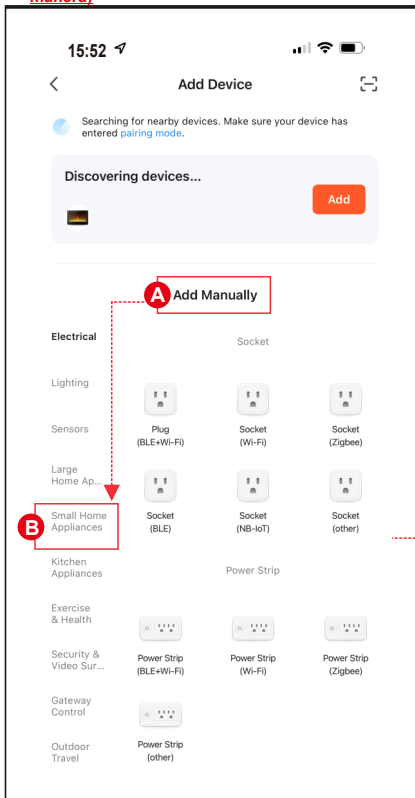 15:52
Add Device
Searching for nearby devices. Make sure your device has
entered pairing mode.
Discovering devices...
Add
A
Add Manually
Electrical
Socket
Lighting
Sensors
Plug
(BLE+Wi-Fi)
Socket
(Wi-Fi)
Socket
(Zigbee)
Large
Home Ap...
B
Small Home
Appliances
Socket
(BLE)
Socket
(NB-IoT)
Socket
(other)
Kitchen
Appliances
Power Strip
Exercise
& Health
Security &
Video Sur...
Power Strip
(BLE+Wi-Fi)
Power Strip
(Wi-Fi)
Power Strip
(Zigbee)
Gateway
Control
Outdoor
Travel
Power Strip
(other)